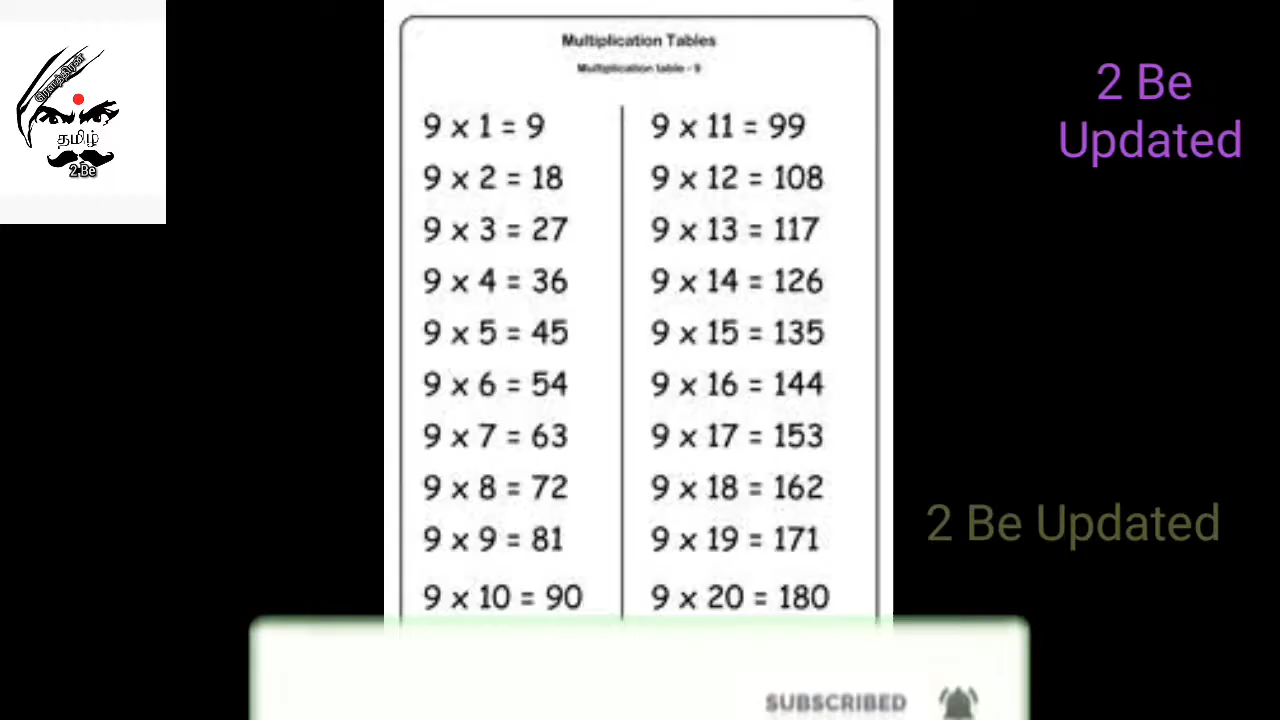 தமிழ்
2 Be
Multiplication Tables
Multiplication table - 9
9 x 1 = 9
9 x 2 = 18
9 x 3 = 27
9 x 4 = 36
9 x 5 = 45
9 x 6 = 54
9 x 7 = 63
9 x 8 = 72
9 x 9 = 81
9 x 10 = 90
9 x 11 = 99
9 x 12 = 108
9 x 13 = 117
9 x 14 = 126
9 x 15 = 135
9 x 16 = 144
9 x 17 = 153
9 x 18 = 162
9 x 19 = 171
9 x 20 = 180
2 Be
Updated
2 Be Updated
SUBSCRIBED